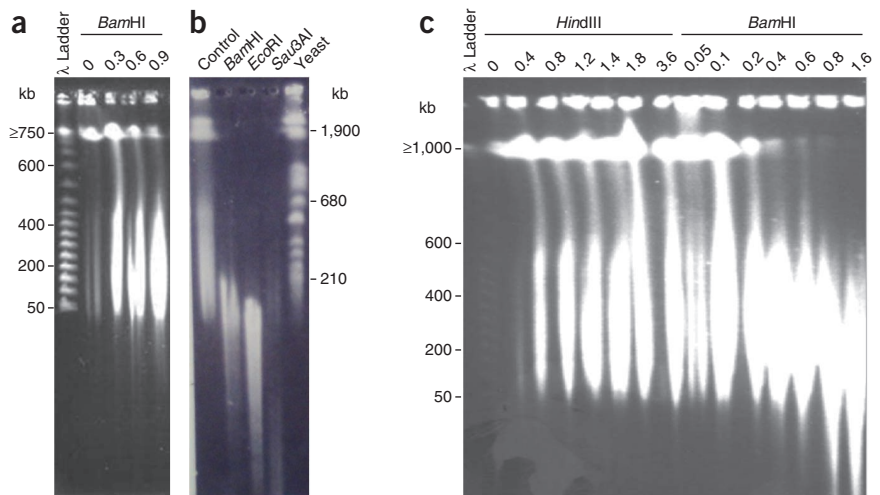 a
BamHI
λ Ladder
0
0.3
0.6
0.9
kb
≥750
600
400
200
50
b
Control
BamHI
EcoRI
Sau3AI
Yeast
kb
1,900
680
210
c
HindIII
BamHI
λ Ladder
0
0.4
0.8
1.2
1.4
1.8
3.6
0.05
0.1
0.2
0.4
0.6
0.8
1.6
kb
≥1,000
600
400
200
50